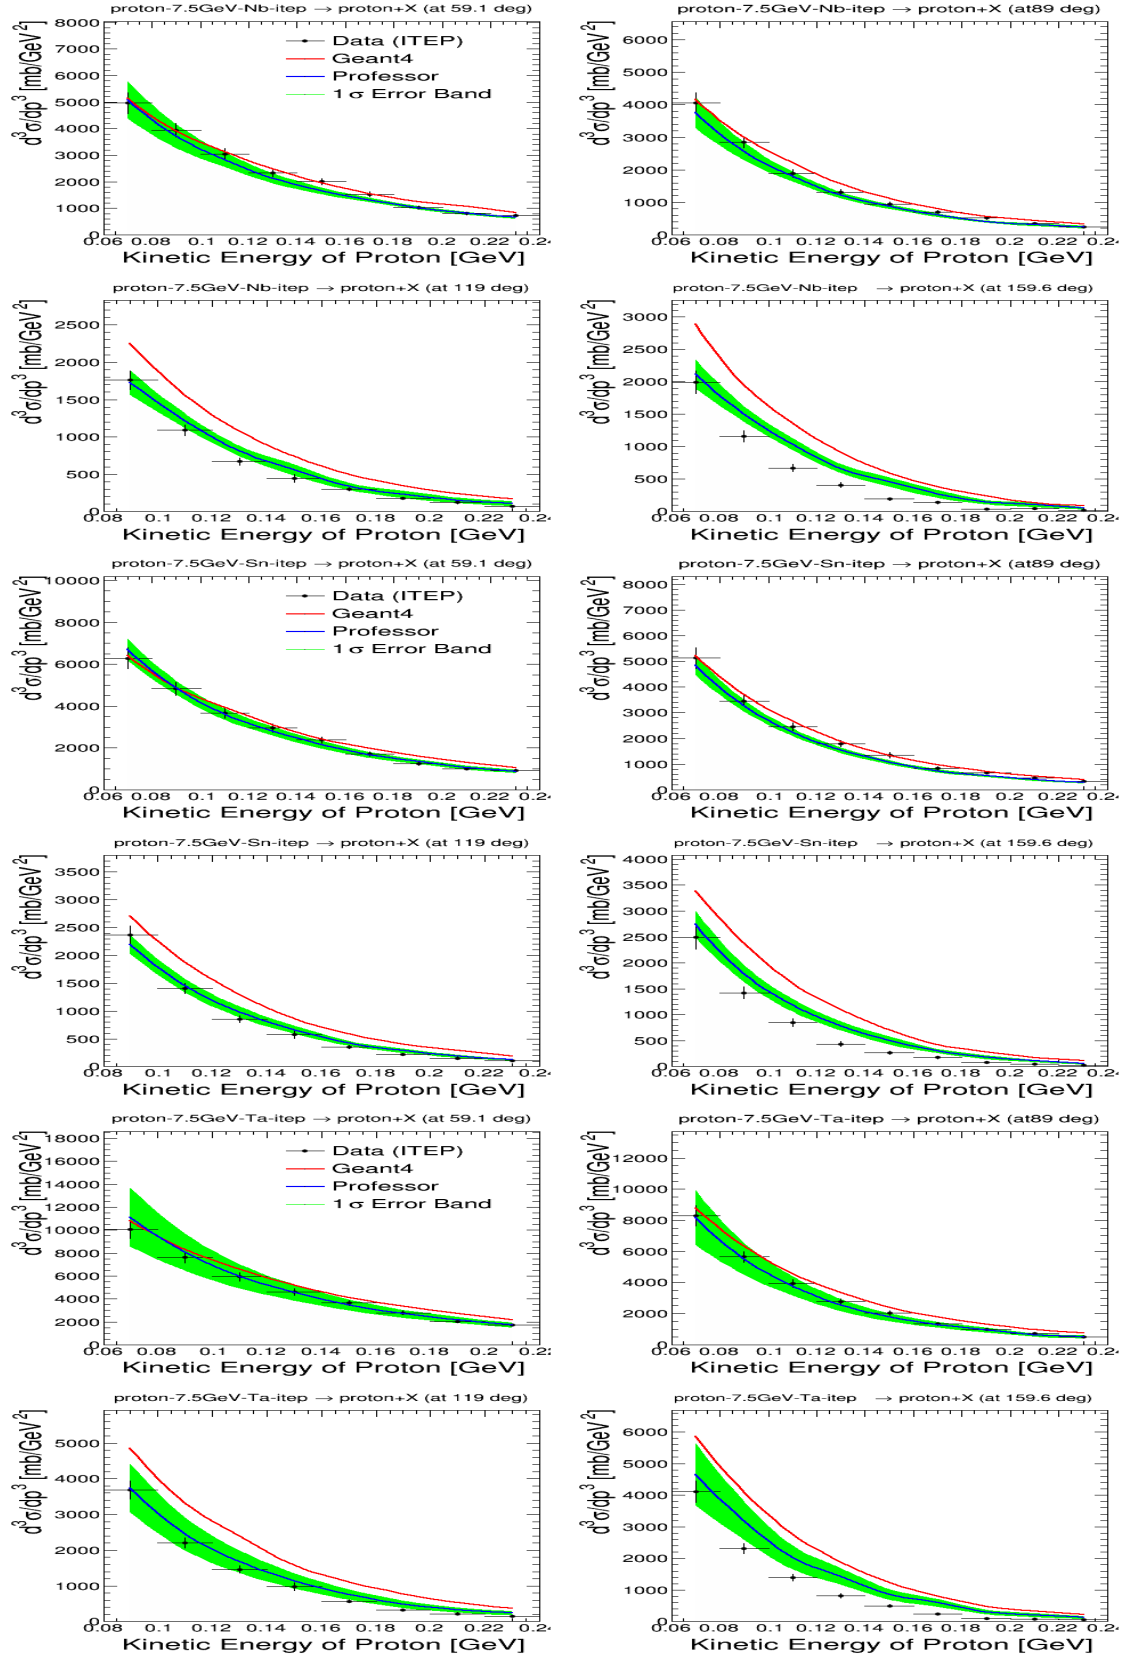 proton-7.5GeV-Nb-itep → proton+X (at 59.1 deg)
d³σ/dp³ [mb/GeV²]
8000
7000
6000
5000
4000
3000
2000
1000
0
Data (ITEP)
Geant4
Professor
1σ Error Band
0.06 0.08 0.1 0.12 0.14 0.16 0.18 0.2 0.22 0.24
Kinetic Energy of Proton [GeV]
proton-7.5GeV-Nb-itep → proton+X (at89 deg)
d³σ/dp³ [mb/GeV²]
6000
5000
4000
3000
2000
1000
0
0.06 0.08 0.1 0.12 0.14 0.16 0.18 0.2 0.22 0.24
Kinetic Energy of Proton [GeV]
proton-7.5GeV-Nb-itep → proton+X (at 119 deg)
d³σ/dp³ [mb/GeV²]
2500
2000
1500
1000
500
0
0.08 0.1 0.12 0.14 0.16 0.18 0.2 0.22 0.24
Kinetic Energy of Proton [GeV]
proton-7.5GeV-Nb-itep → proton+X (at 159.6 deg)
d³σ/dp³ [mb/GeV²]
3000
2500
2000
1500
1000
500
0
0.06 0.08 0.1 0.12 0.14 0.16 0.18 0.2 0.22 0.24
Kinetic Energy of Proton [GeV]
proton-7.5GeV-Sn-itep → proton+X (at 59.1 deg)
d³σ/dp³ [mb/GeV²]
10000
8000
6000
4000
2000
0
Data (ITEP)
Geant4
Professor
1σ Error Band
0.06 0.08 0.1 0.12 0.14 0.16 0.18 0.2 0.22 0.24
Kinetic Energy of Proton [GeV]
proton-7.5GeV-Sn-itep → proton+X (at89 deg)
d³σ/dp³ [mb/GeV²]
8000
7000
6000
5000
4000
3000
2000
1000
0
0.06 0.08 0.1 0.12 0.14 0.16 0.18 0.2 0.22 0.24
Kinetic Energy of Proton [GeV]
proton-7.5GeV-Sn-itep → proton+X (at 119 deg)
d³σ/dp³ [mb/GeV²]
3500
3000
2500
2000
1500
1000
500
0
0.08 0.1 0.12 0.14 0.16 0.18 0.2 0.22 0.24
Kinetic Energy of Proton [GeV]
proton-7.5GeV-Sn-itep → proton+X (at 159.6 deg)
d³σ/dp³ [mb/GeV²]
4000
3500
3000
2500
2000
1500
1000
500
0
0.06 0.08 0.1 0.12 0.14 0.16 0.18 0.2 0.22 0.24
Kinetic Energy of Proton [GeV]
proton-7.5GeV-Ta-itep → proton+X (at 59.1 deg)
d³σ/dp³ [mb/GeV²]
18000
16000
14000
12000
10000
8000
6000
4000
2000
0
Data (ITEP)
Geant4
Professor
1σ Error Band
0.08 0.1 0.12 0.14 0.16 0.18 0.2 0.22
Kinetic Energy of Proton [GeV]
proton-7.5GeV-Ta-itep → proton+X (at89 deg)
d³σ/dp³ [mb/GeV²]
12000
10000
8000
6000
4000
2000
0
0.06 0.08 0.1 0.12 0.14 0.16 0.18 0.2 0.22 0.24
Kinetic Energy of Proton [GeV]
proton-7.5GeV-Ta-itep → proton+X (at 119 deg)
d³σ/dp³ [mb/GeV²]
5000
4000
3000
2000
1000
0
0.08 0.1 0.12 0.14 0.16 0.18 0.2 0.22 0.24
Kinetic Energy of Proton [GeV]
proton-7.5GeV-Ta-itep → proton+X (at 159.6 deg)
d³σ/dp³ [mb/GeV²]
6000
5000
4000
3000
2000
1000
0
0.06 0.08 0.1 0.12 0.14 0.16 0.18 0.2 0.22 0.24
Kinetic Energy of Proton [GeV]